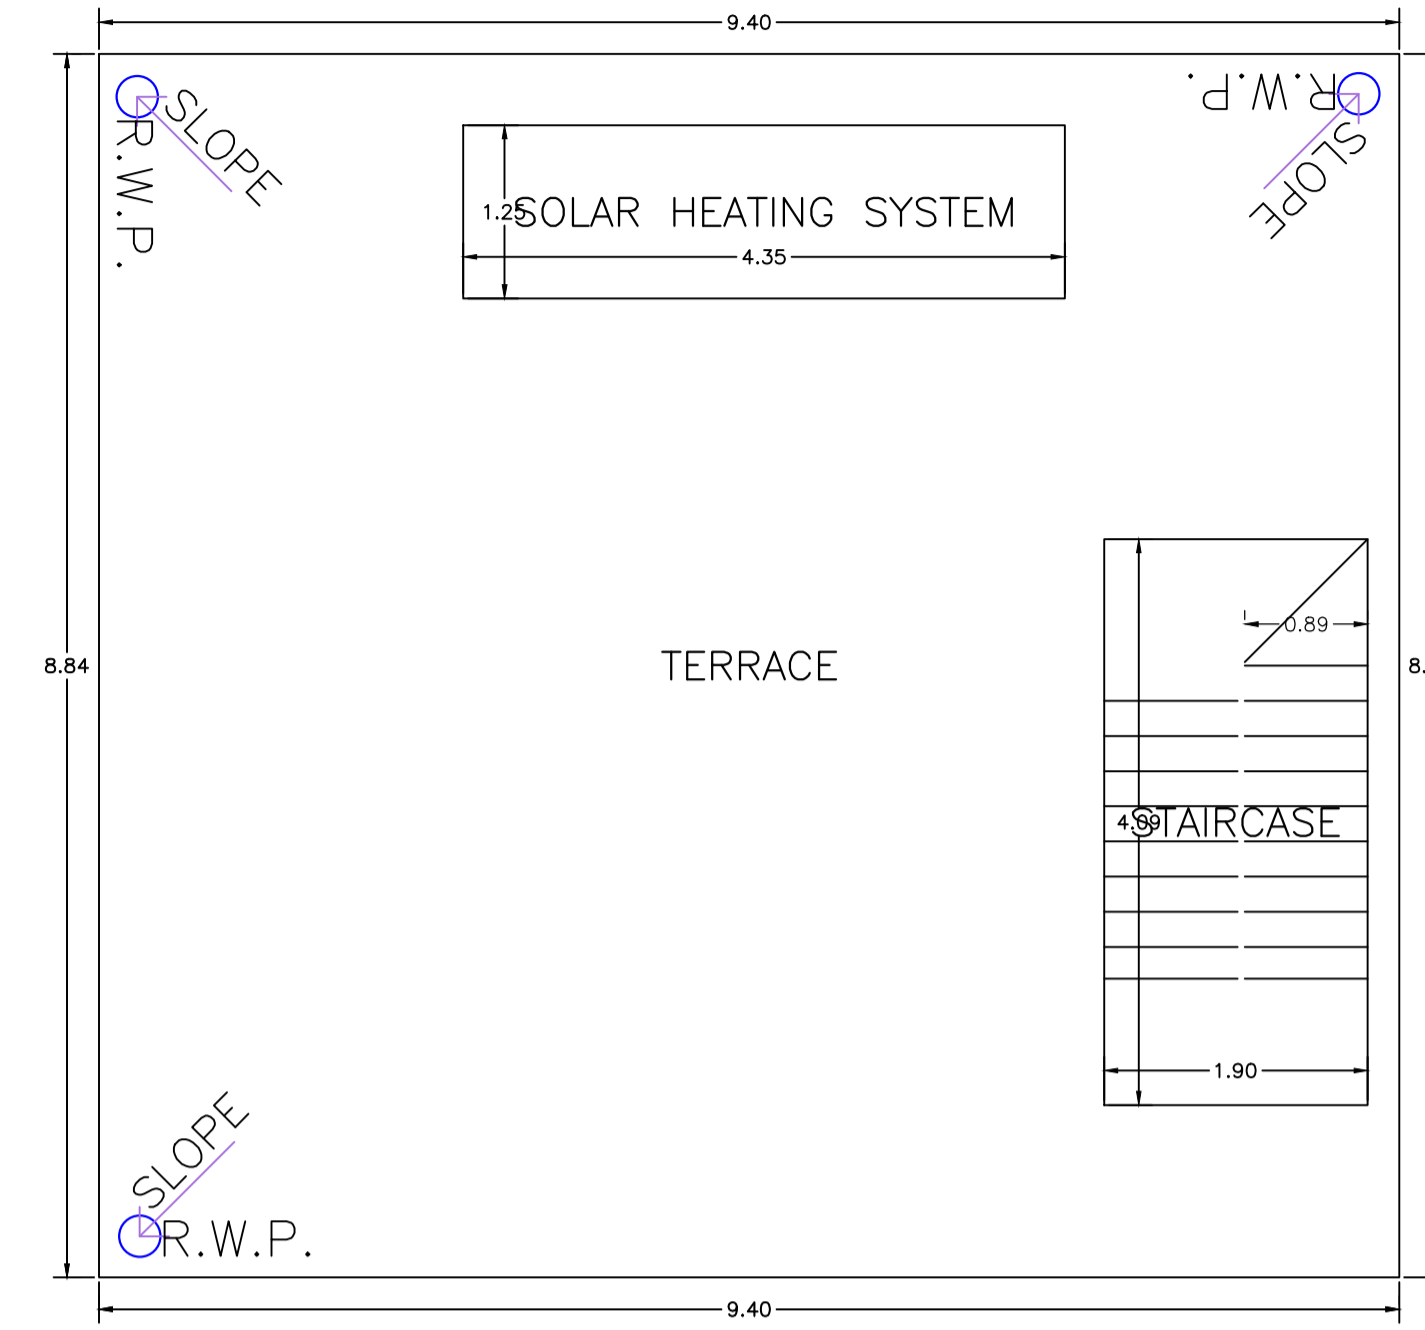 9.40
SLOPE
R.W.P.
R.W.P.
SLOPE
1.25
SOLAR HEATING SYSTEM
4.35
0.89
8.84
TERRACE
8.
4.09
STAIRCASE
1.90
SLOPE
R.W.P.
9.40